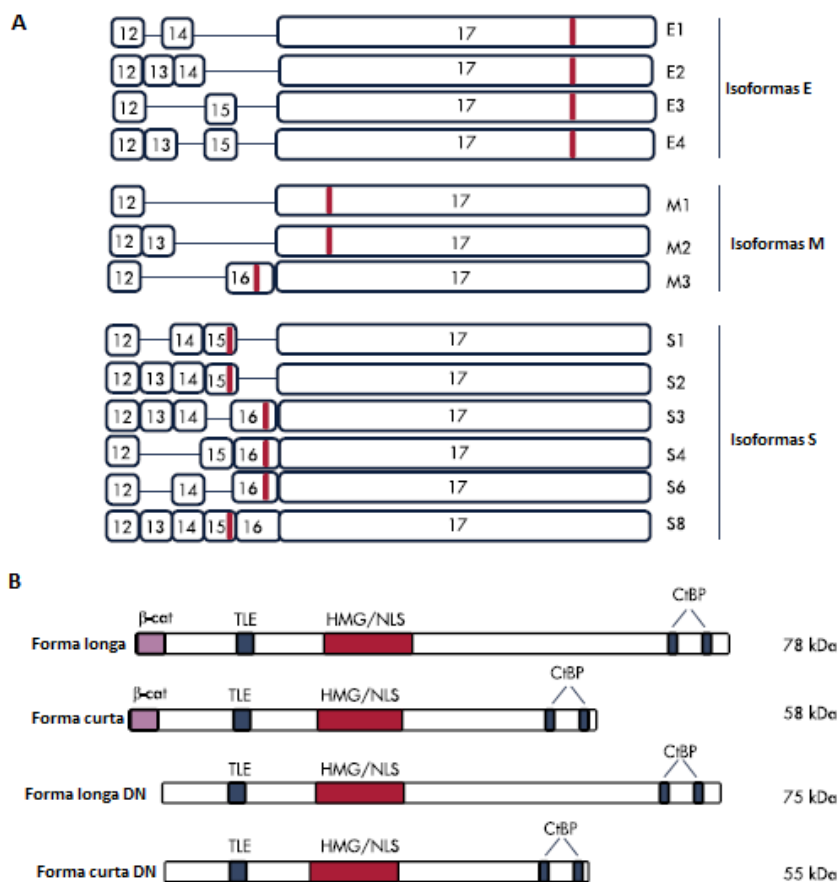 A
12 14 17 E1
12 13 14 17 E2
12 15 17 E3
12 13 15 17 E4
Isoformas E
12 17 M1
12 13 17 M2
12 16 17 M3
Isoformas M
12 14 15 17 S1
12 13 14 15 17 S2
12 13 14 16 17 S3
12 15 16 17 S4
12 14 16 17 S6
12 13 14 15 16 17 S8
Isoformas S
B
β-cat TLE HMG/NLS CtBP
Forma longa 78 kDa
β-cat TLE HMG/NLS CtBP
Forma curta 58 kDa
TLE HMG/NLS CtBP
Forma longa DN 75 kDa
TLE HMG/NLS CtBP
Forma curta DN 55 kDa